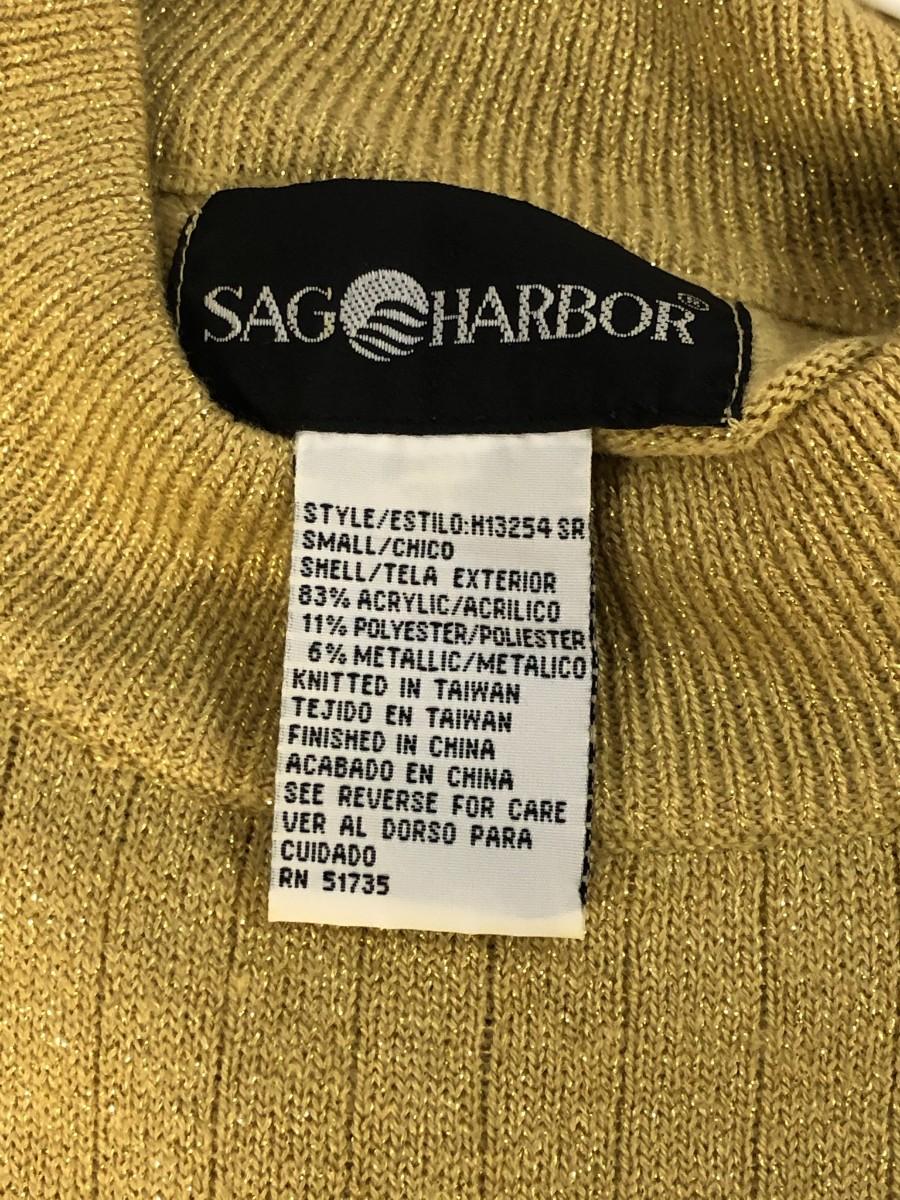 SAG HARBOR®
STYLE/ESTILO:H13254 SR
SMALL/CHICO
SHELL/TELA EXTERIOR
83% ACRYLIC/ACRILICO
11% POLYESTER/POLIESTER
6% METALLIC/METALICO
KNITTED IN TAIWAN
TEJIDO EN TAIWAN
FINISHED IN CHINA
ACABADO EN CHINA
SEE REVERSE FOR CARE
VER AL DORSO PARA
CUIDADO
RN 51735